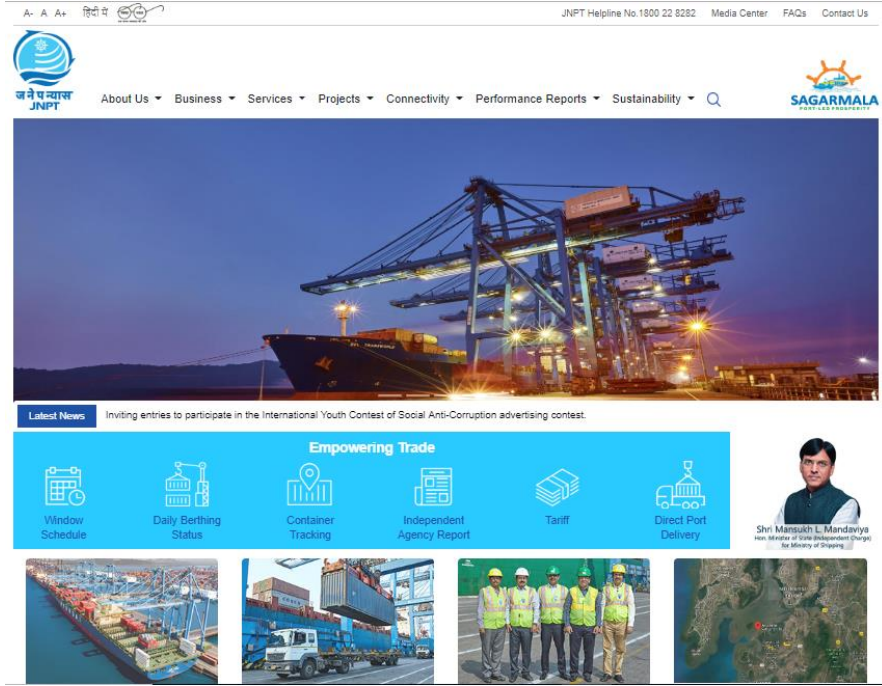 A- A A+ हिंदी में JNPT Helpline No.1800 22 8282 Media Center FAQs Contact Us
ज ने प न्यास
JNPT
About Us Business Services Projects Connectivity Performance Reports Sustainability
SAGARMALA
PORT-LED PROSPERITY
Latest News Inviting entries to participate in the International Youth Contest of Social Anti-Corruption advertising contest.
Empowering Trade
Window
Schedule
Daily Berthing
Status
Container
Tracking
Independent
Agency Report
Tariff
Direct Port
Delivery
Shri Mansukh L. Mandaviya
Hon. Minister of State (Independent Charge)
for Ministry of Shipping